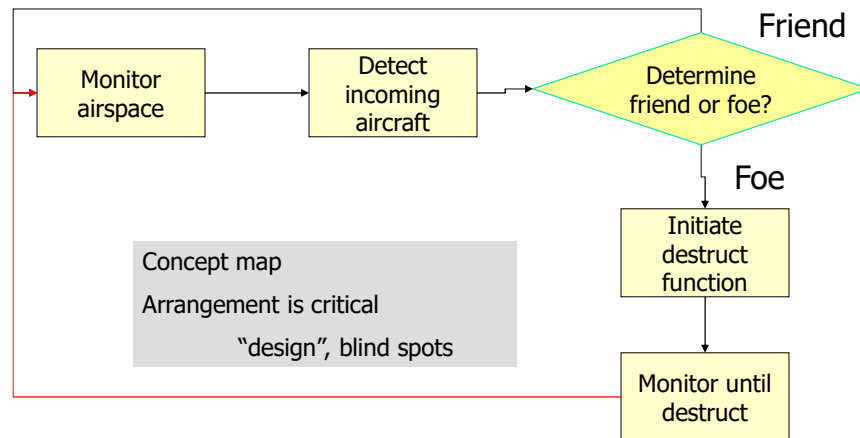 Friend
Monitor
airspace
Detect
incoming
aircraft
Determine
friend or foe?
Foe
Initiate
destruct
function
Concept map
Arrangement is critical
“design”, blind spots
Monitor until
destruct